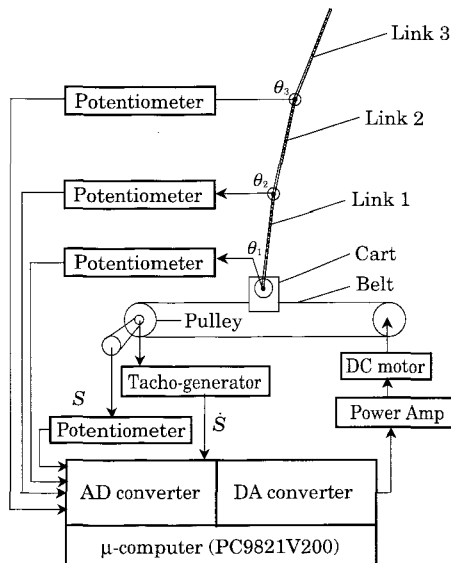 Link 3
θ3
Potentiometer
Link 2
θ2
Potentiometer
Link 1
θ1
Potentiometer
Cart
Belt
Pulley
DC motor
Tacho-generator
S
Ṡ
Power Amp
Potentiometer
AD converter
DA converter
μ-computer (PC9821V200)